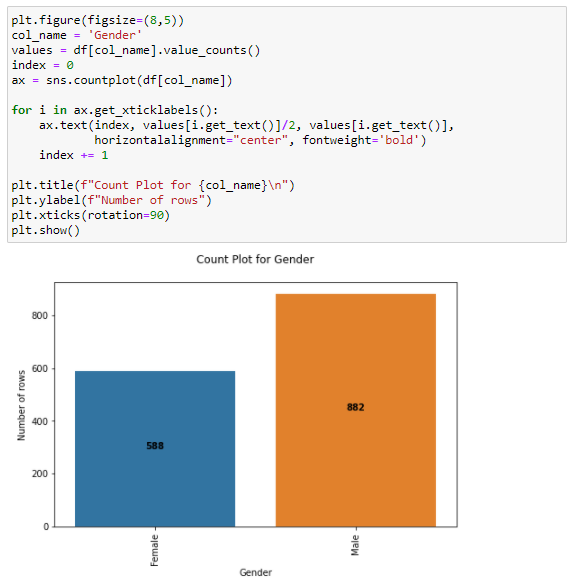 plt.figure(figsize=(8,5))
col_name = 'Gender'
values = df[col_name].value_counts()
index = 0
ax = sns.countplot(df[col_name])
for i in ax.get_xticklabels():
    ax.text(index, values[i.get_text()]/2, values[i.get_text()],
            horizontalalignment="center", fontweight='bold')
    index += 1
plt.title(f"Count Plot for {col_name}\n")
plt.ylabel(f"Number of rows")
plt.xticks(rotation=90)
plt.show()
Count Plot for Gender
800
600
400
200
0
Number of rows
588
882
Female
Male
Gender